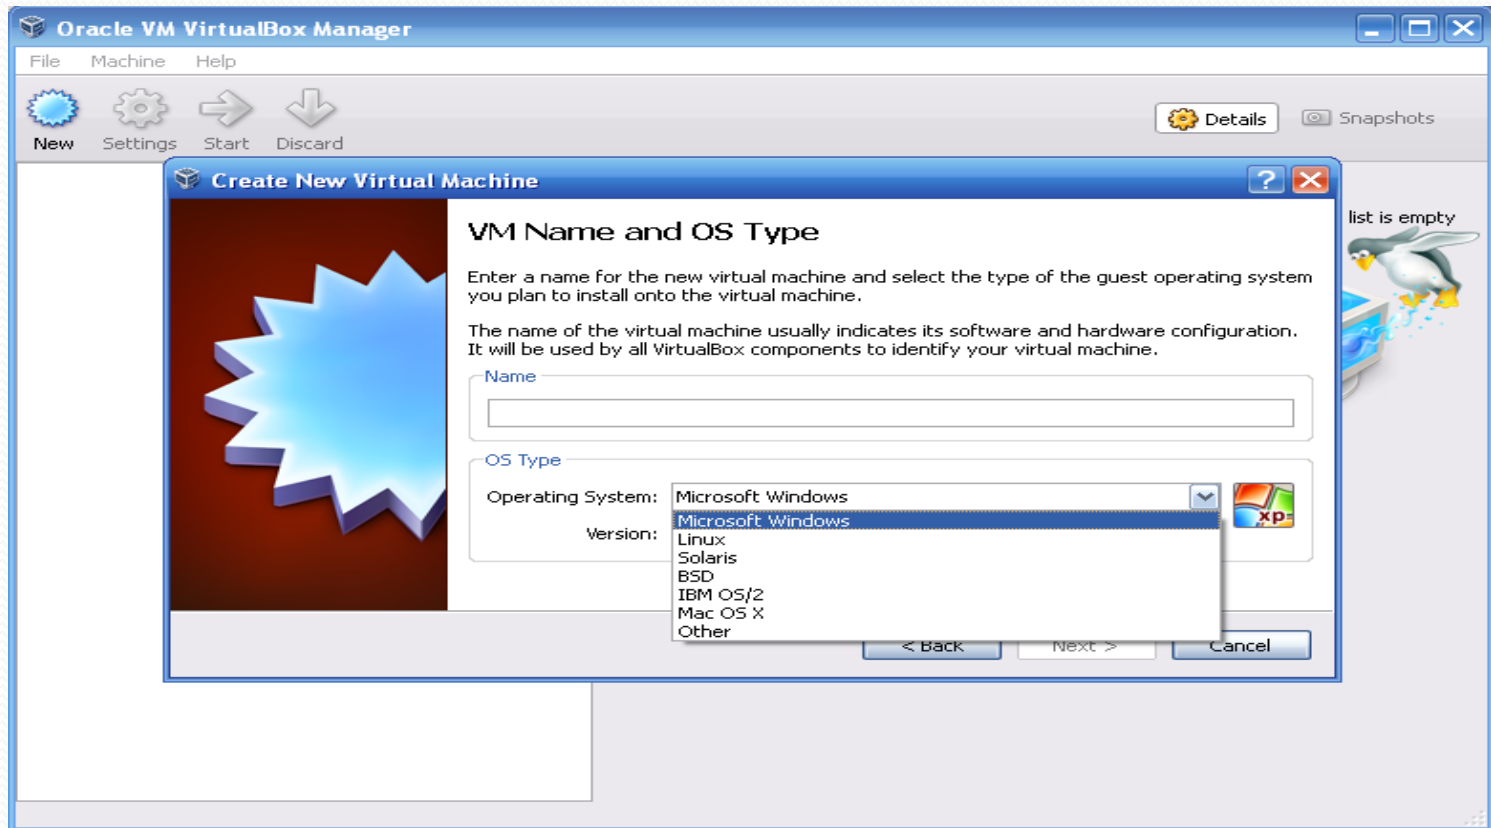 Oracle VM VirtualBox Manager
File Machine Help
New Settings Start Discard
Details Snapshots
Create New Virtual Machine
list is empty
VM Name and OS Type
Enter a name for the new virtual machine and select the type of the guest operating system
you plan to install onto the virtual machine.
The name of the virtual machine usually indicates its software and hardware configuration.
It will be used by all VirtualBox components to identify your virtual machine.
Name
OS Type
Operating System: Microsoft Windows
xp
Version:
Microsoft Windows
Linux
Solaris
BSD
IBM OS/2
Mac OS X
Other
< Back Next > Cancel